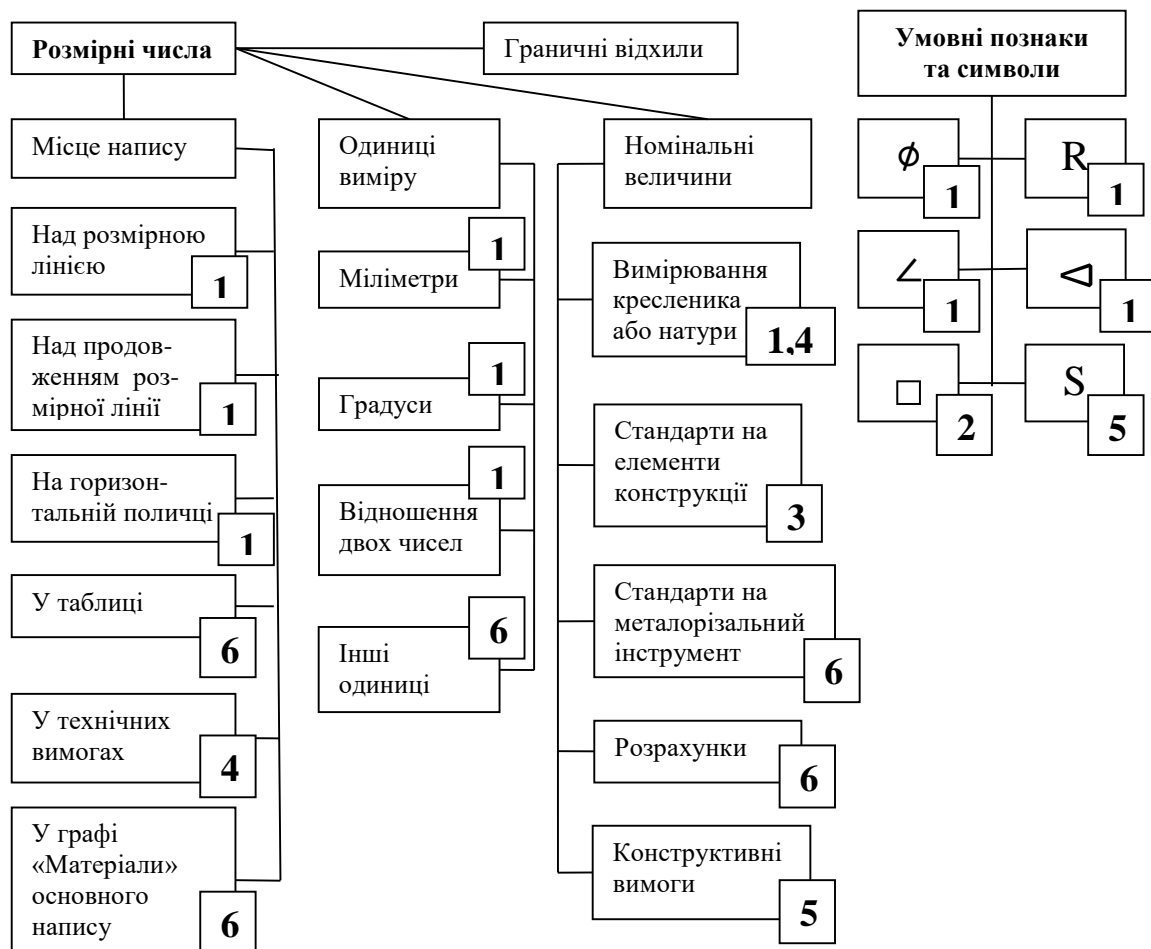 Розмірні числа
Граничні відхили
Умовні познаки
та символи
Місце напису
Над розмірною
лінією
1
Над продов-
женням роз-
мірної лінії
1
На горизон-
тальній поличці
1
У таблиці
6
У технічних
вимогах
4
У графі
«Матеріали»
основного
напису
6
Одиниці
виміру
1
Міліметри
1
Градуси
1
Відношення
двох чисел
6
Інші
одиниці
Номінальні
величини
Вимірювання
кресленика
або натури
1,4
Стандарти на
елементи
конструкції
3
Стандарти на
металорізальний
інструмент
6
Розрахунки
6
Конструктивні
вимоги
5
⌀
1
R
1
∠
1
⊲
1
□
2
S
5